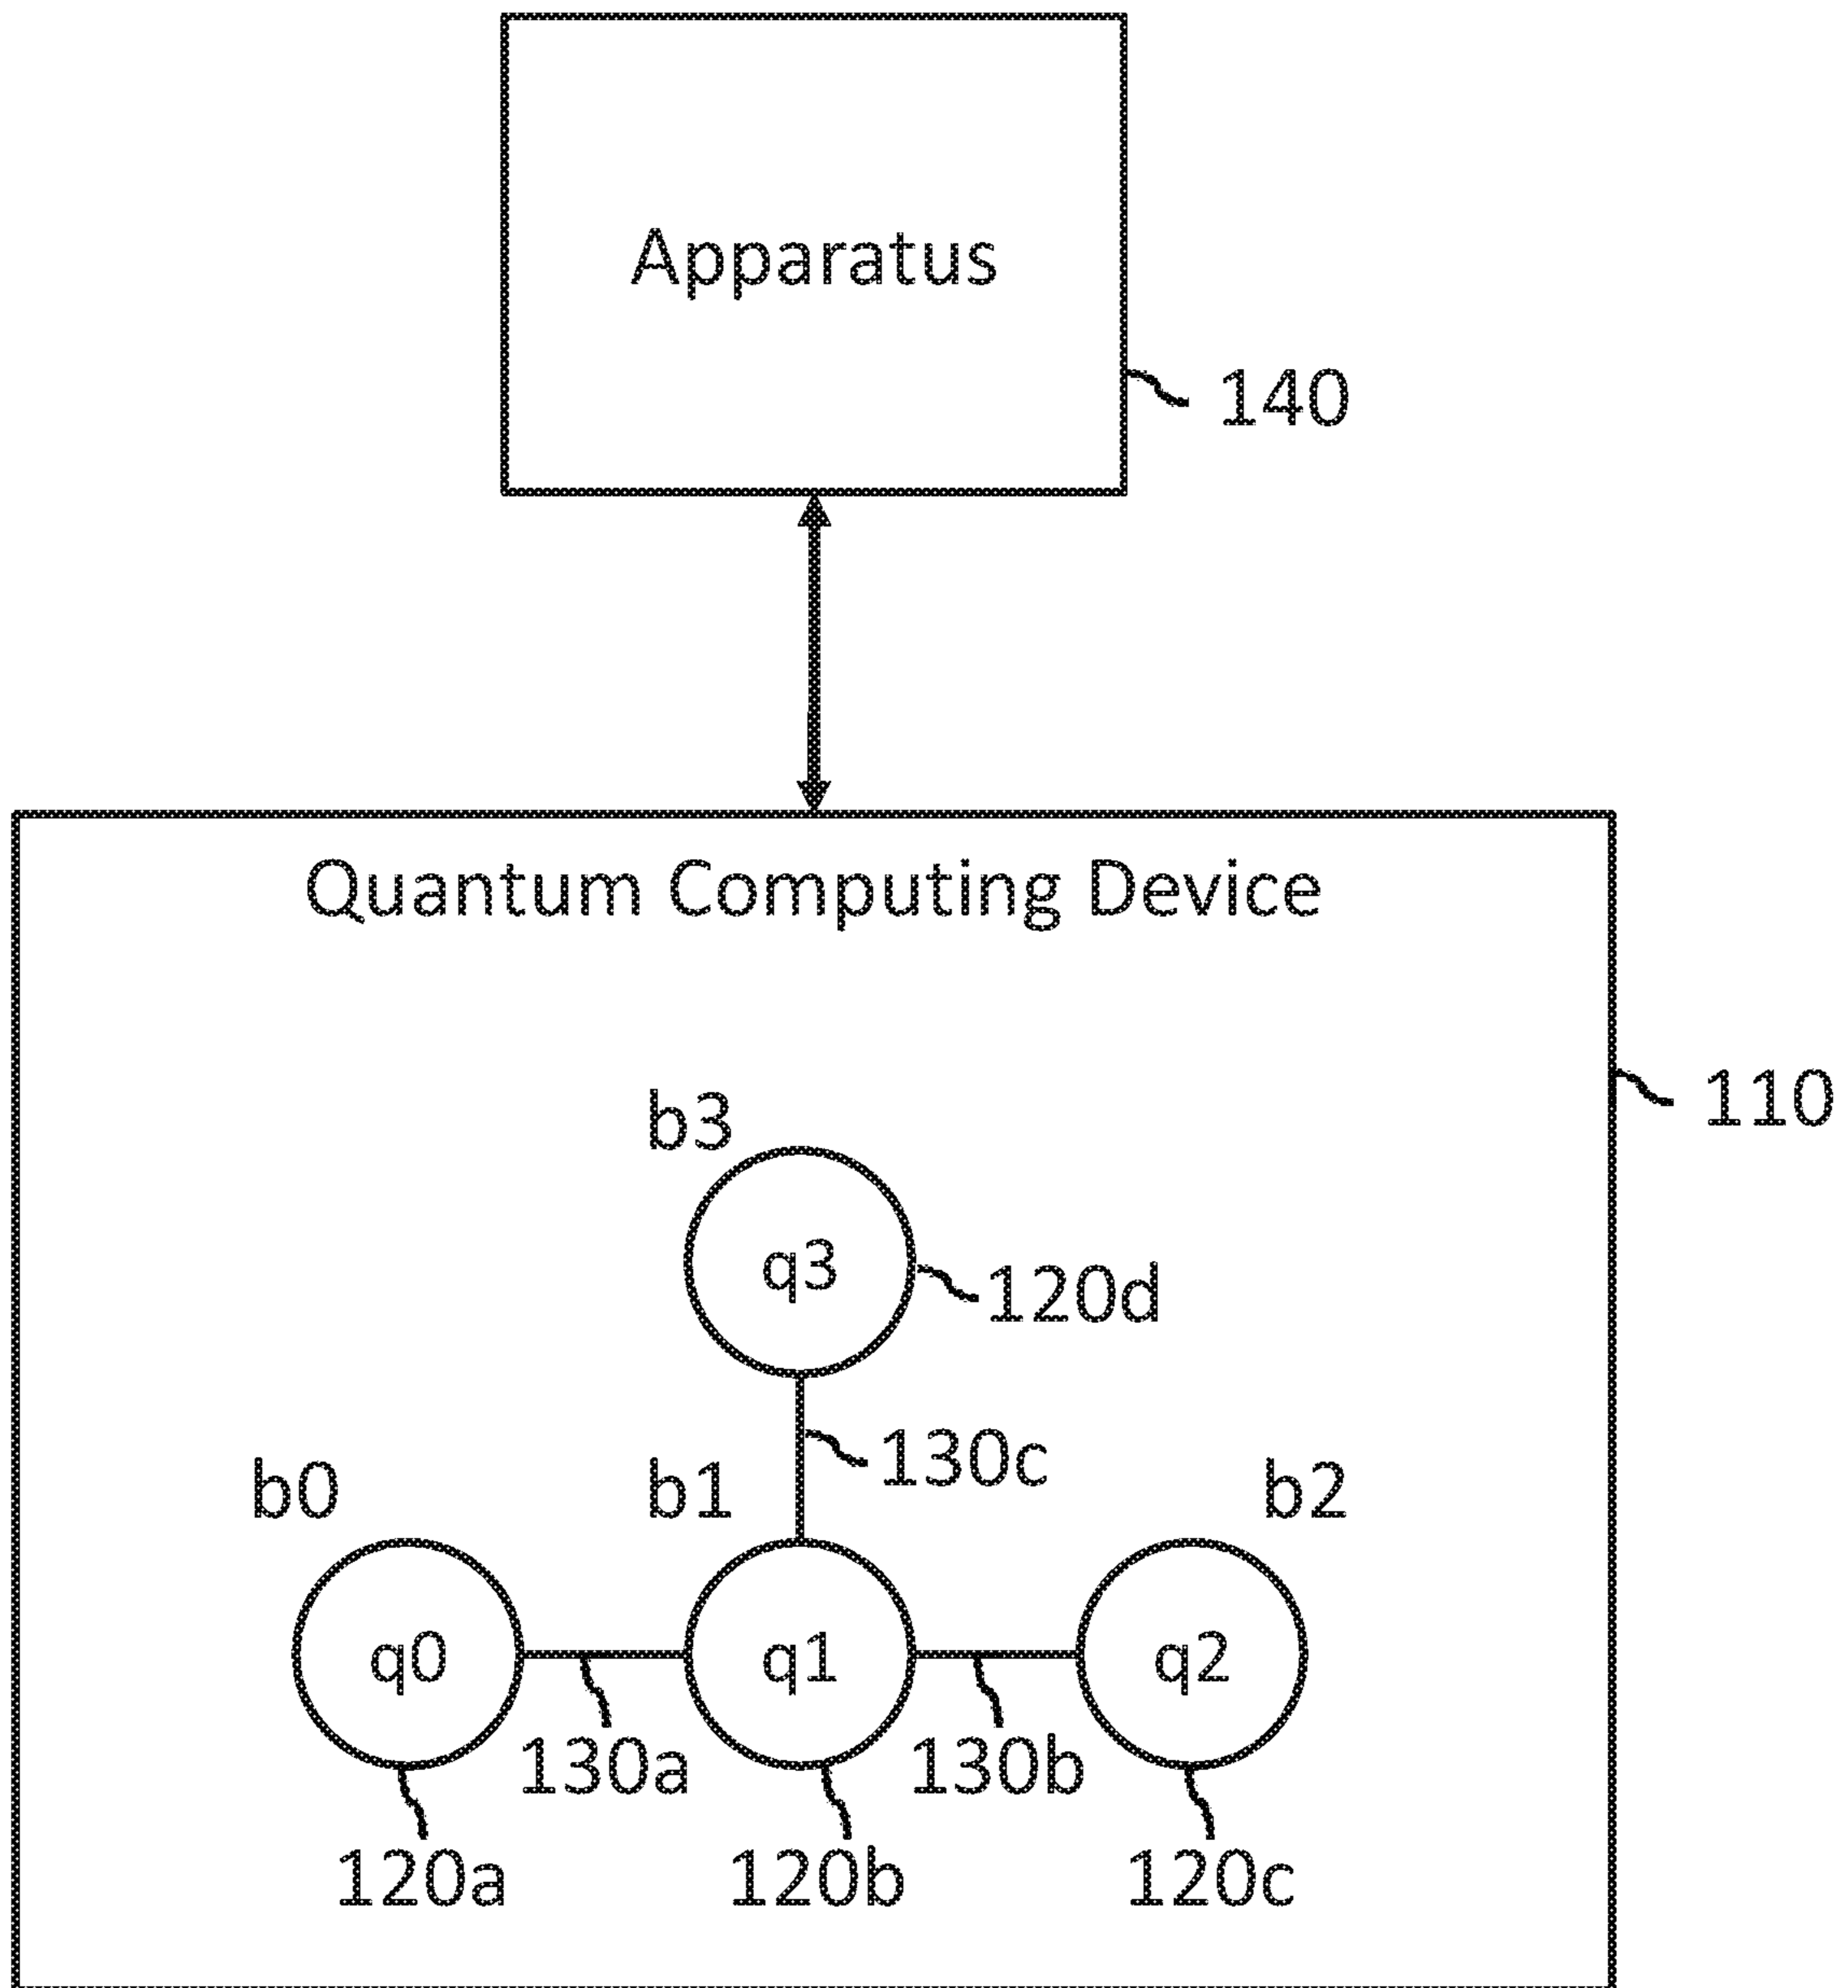 Apparatus
140
Quantum Computing Device
110
b3
q3
120d
130c
b0
b1
b2
q0
q1
q2
130a
130b
120a
120b
120c